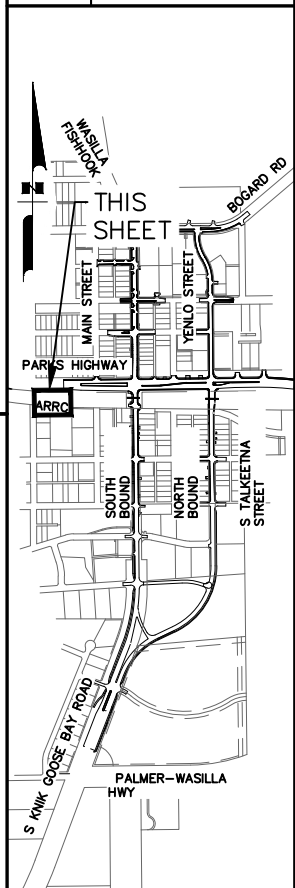 WASILLA
FISHHOOK
N
THIS
SHEET
BOGARD RD
MAIN STREET
YENLO STREET
PARKS HIGHWAY
ARRC
SOUTH
BOUND
NORTH
BOUND
S TALKEETNA
STREET
S KNIK GOOSE BAY ROAD
PALMER-WASILLA
HWY